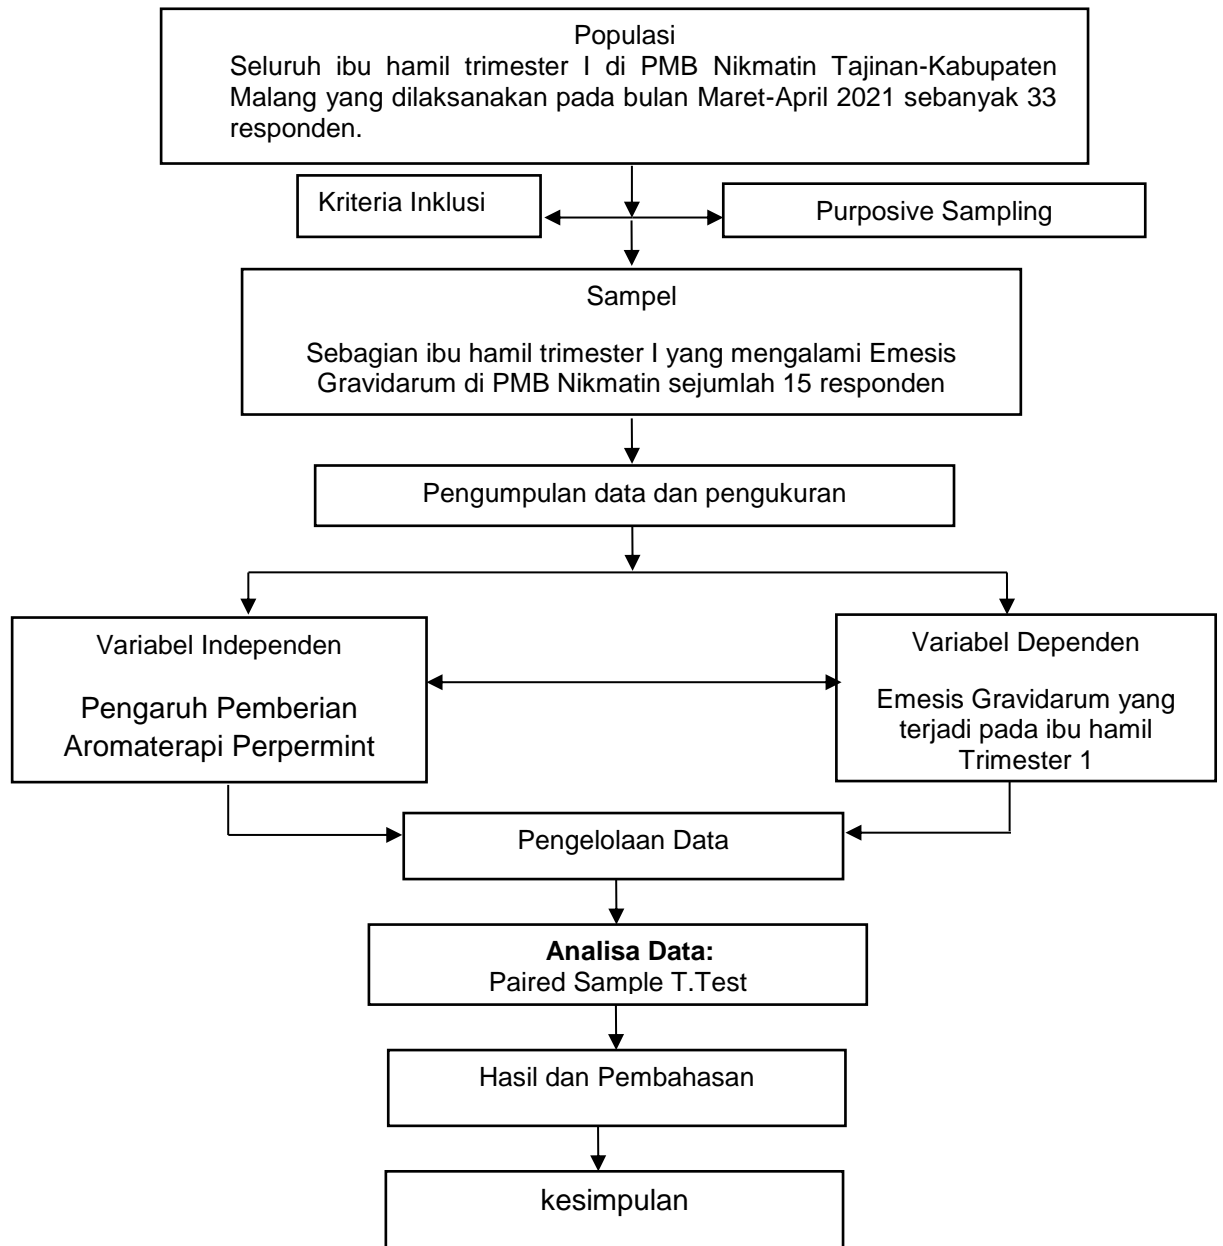 Populasi
Seluruh ibu hamil trimester I di PMB Nikmatin Tajinan-Kabupaten
Malang yang dilaksanakan pada bulan Maret-April 2021 sebanyak 33
responden.
Kriteria Inklusi
Purposive Sampling
Sampel
Sebagian ibu hamil trimester I yang mengalami Emesis
Gravidarum di PMB Nikmatin sejumlah 15 responden
Pengumpulan data dan pengukuran
Variabel Independen
Pengaruh Pemberian
Aromaterapi Perpermint
Variabel Dependen
Emesis Gravidarum yang
terjadi pada ibu hamil
Trimester 1
Pengelolaan Data
Analisa Data:
Paired Sample T.Test
Hasil dan Pembahasan
kesimpulan